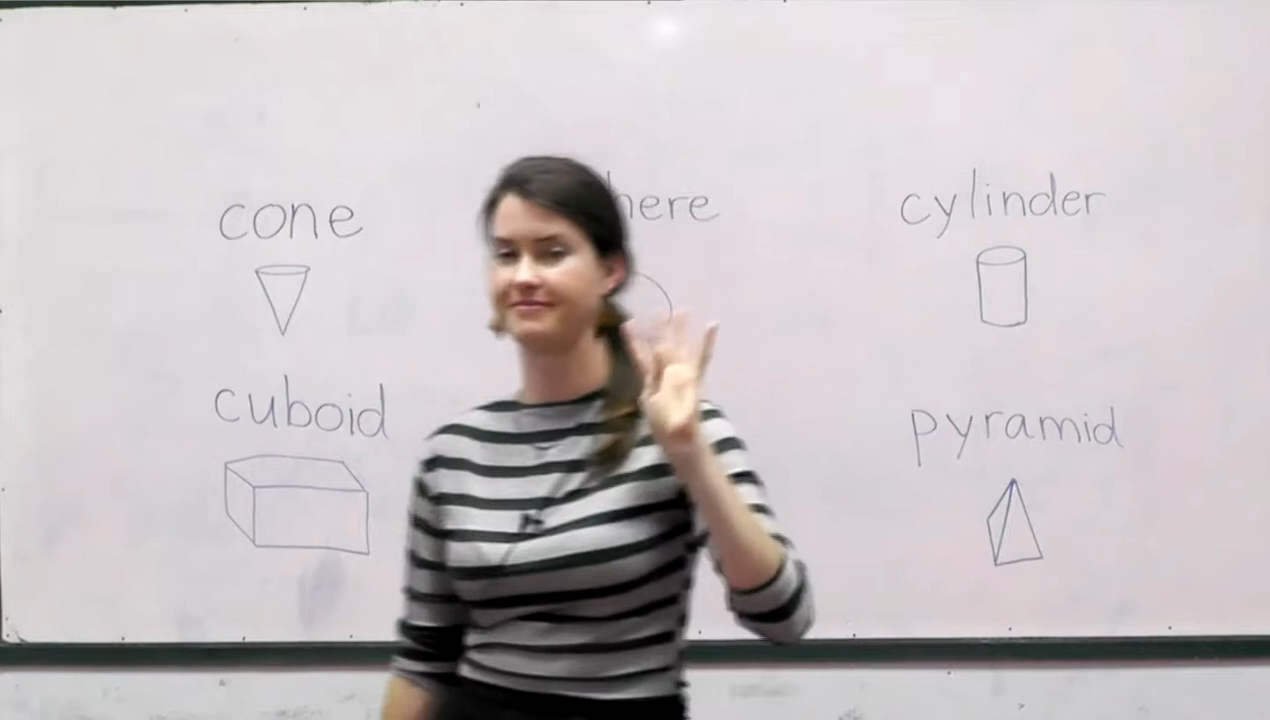 cone
here
cylinder
cuboid
pyramid